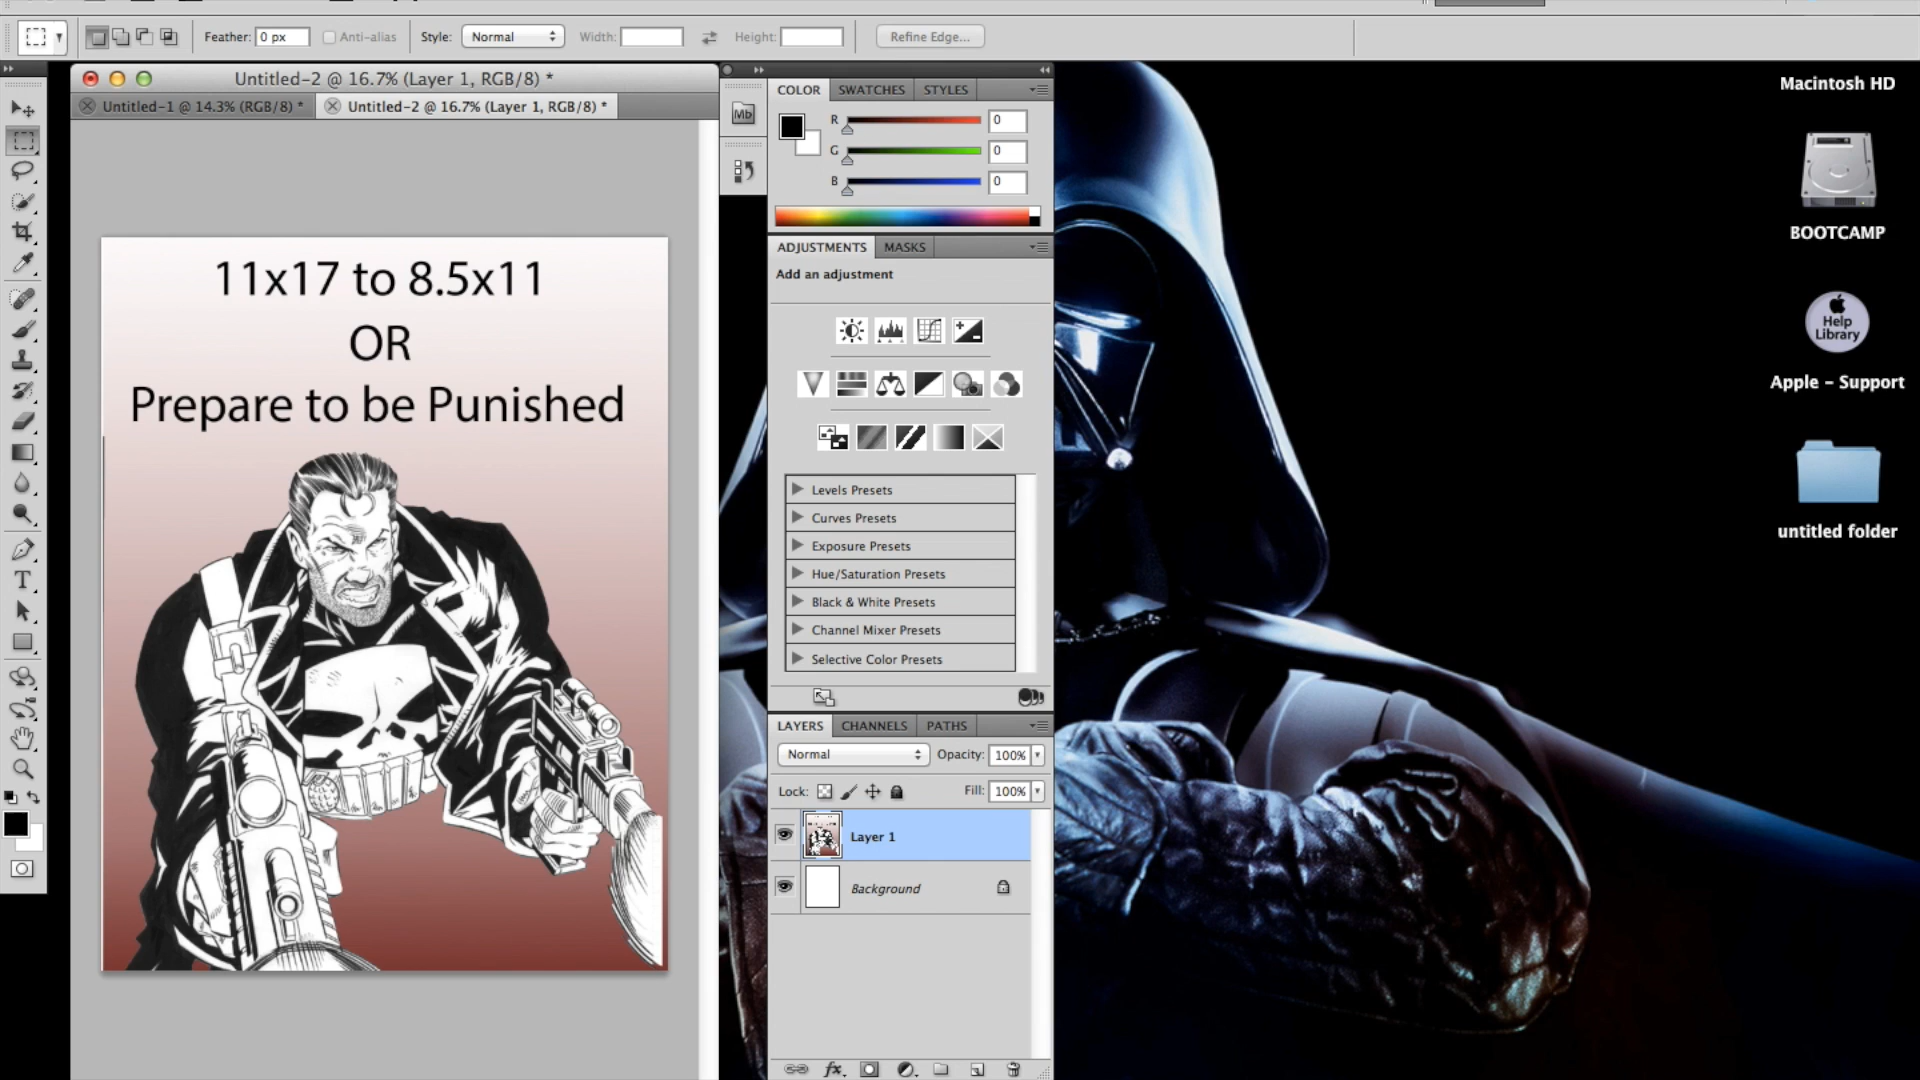 Feather: 0 px Anti-alias Style: Normal Width: Height: Refine Edge...
Untitled-2 @ 16.7% (Layer 1, RGB/8) *
Untitled-1 @ 14.3% (RGB/8) * Untitled-2 @ 16.7% (Layer 1, RGB/8) *
11x17 to 8.5x11
OR
Prepare to be Punished
Mb
COLOR SWATCHES STYLES
R 0
G 0
B 0
ADJUSTMENTS MASKS
Add an adjustment
Levels Presets
Curves Presets
Exposure Presets
Hue/Saturation Presets
Black & White Presets
Channel Mixer Presets
Selective Color Presets
LAYERS CHANNELS PATHS
Normal Opacity: 100%
Lock: Fill: 100%
Layer 1
Background
fx
T
Macintosh HD
BOOTCAMP
Help
Library
Apple - Support
untitled folder